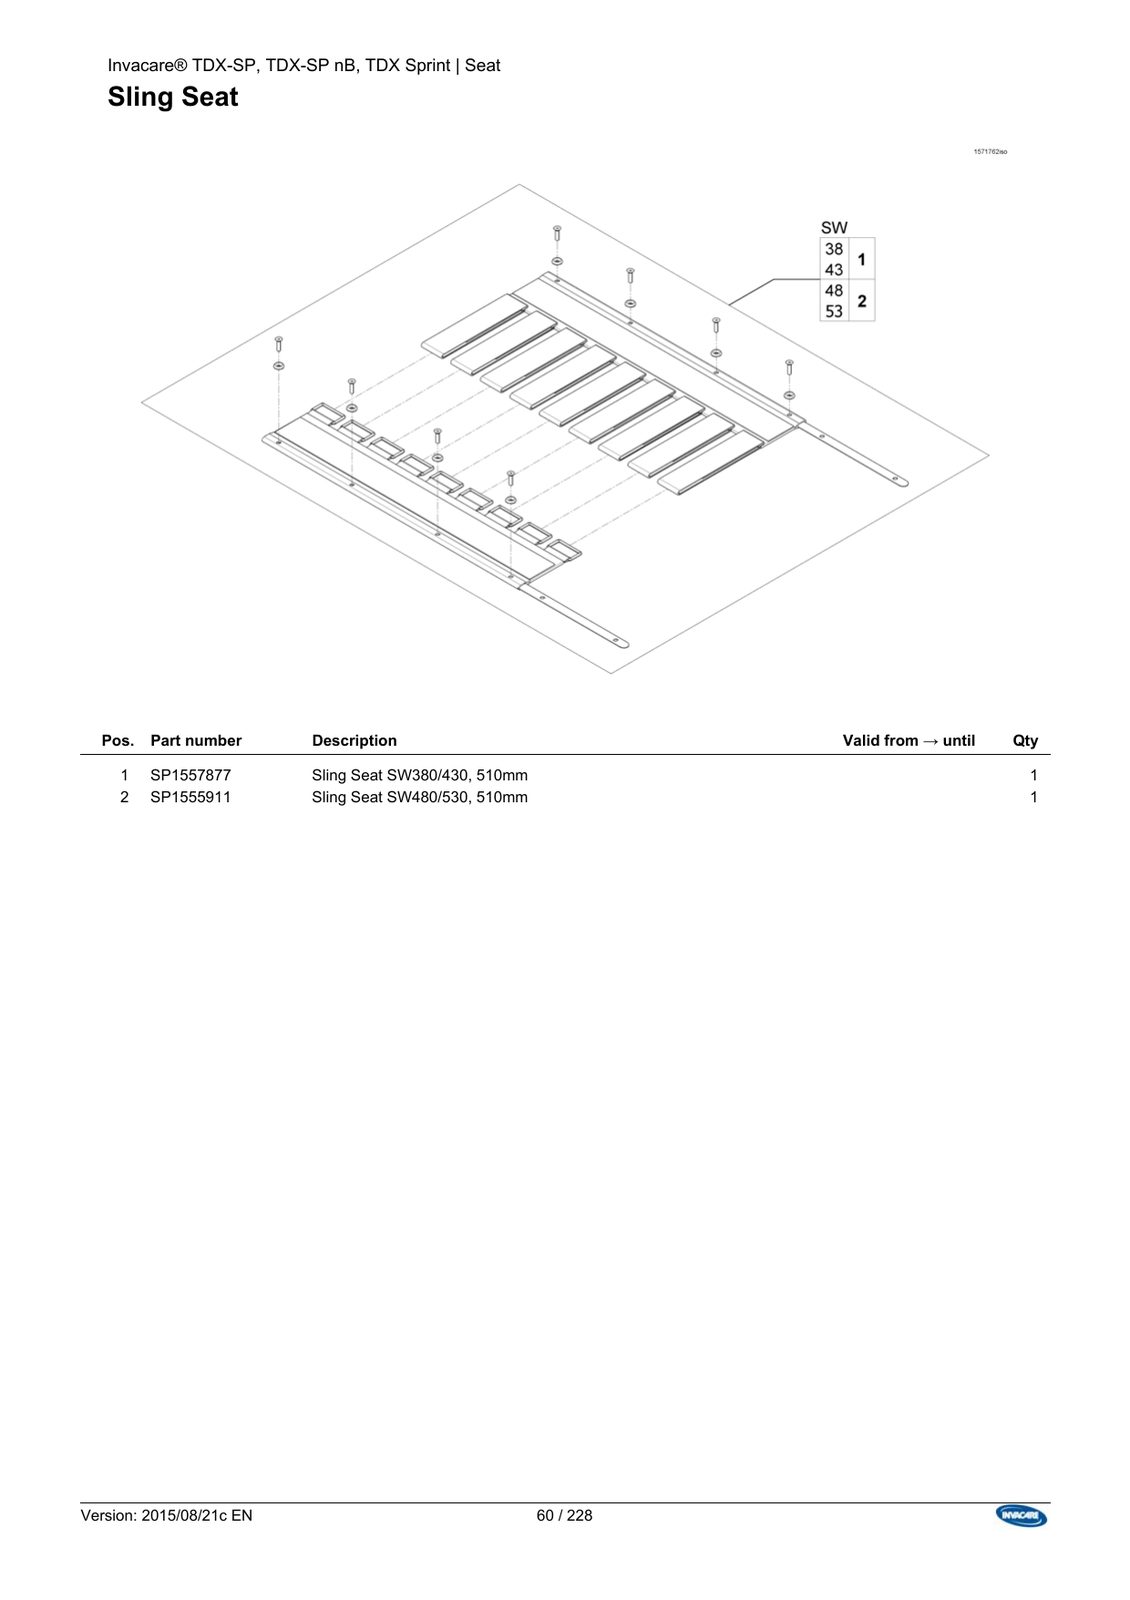 Invacare® TDX-SP, TDX-SP nB, TDX Sprint | Seat
Sling Seat
1571762iso
SW
38
43 1
48
53 2
Pos. Part number Description Valid from → until Qty
1 SP1557877 Sling Seat SW380/430, 510mm 1
2 SP1555911 Sling Seat SW480/530, 510mm 1
Version: 2015/08/21c EN 60 / 228
INVACARE